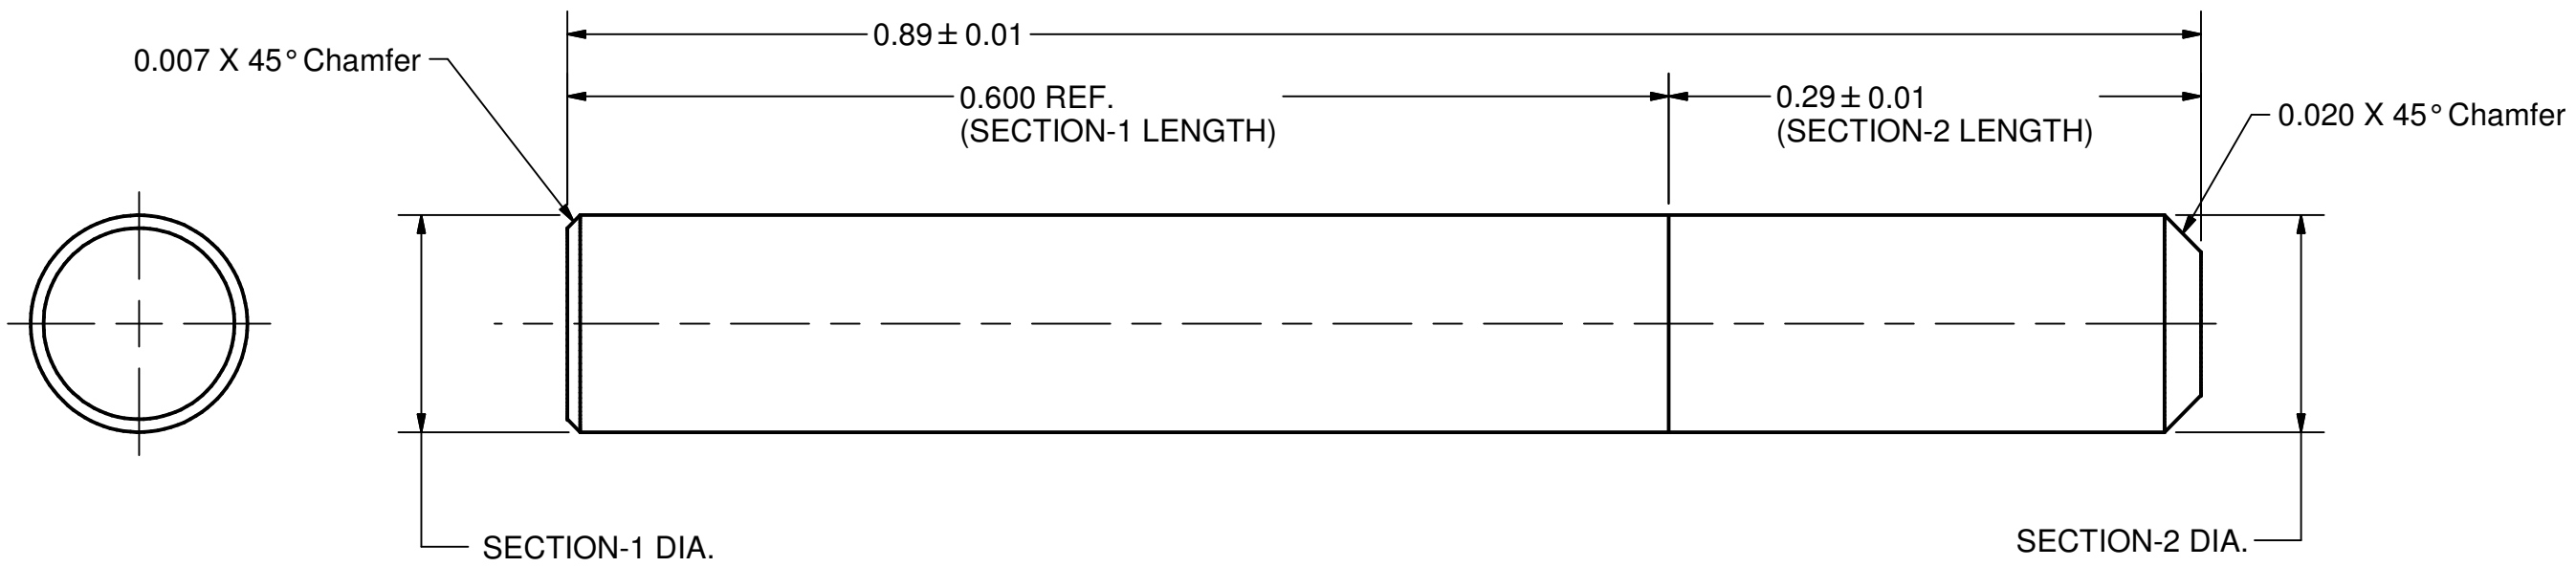 0.89 ± 0.01
0.007 X 45° Chamfer
0.600 REF.
(SECTION-1 LENGTH)
0.29 ± 0.01
(SECTION-2 LENGTH)
0.020 X 45° Chamfer
SECTION-1 DIA.
SECTION-2 DIA.